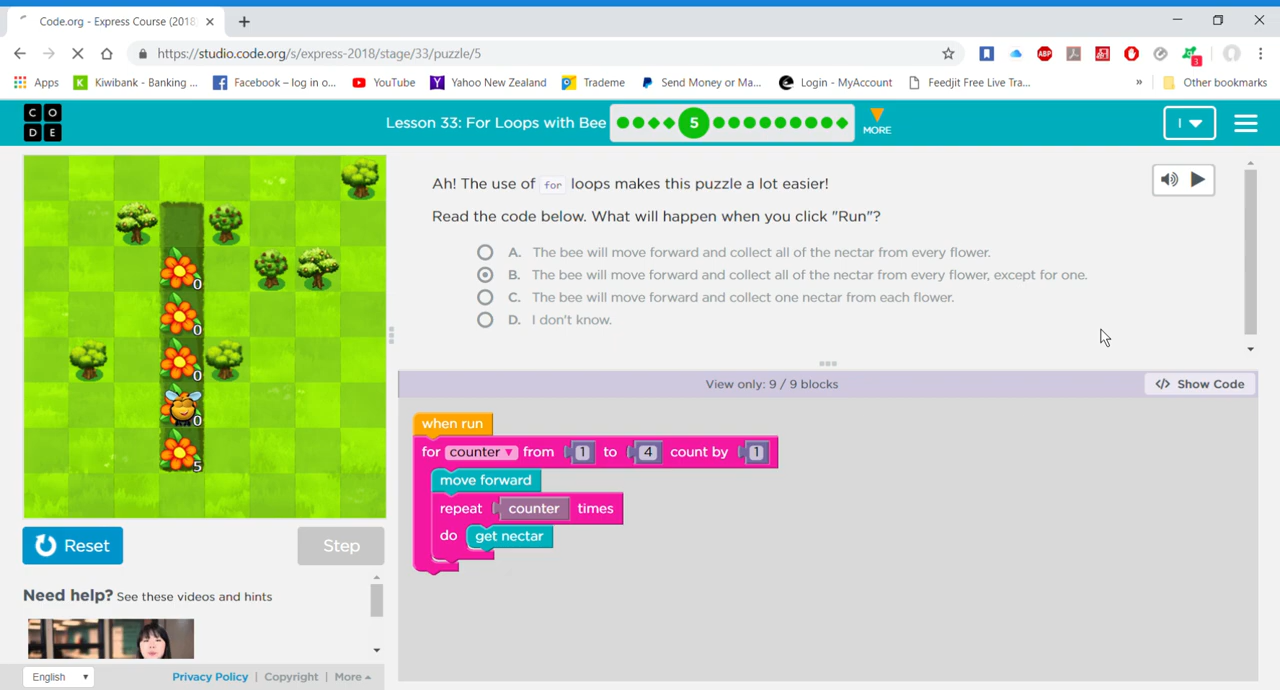 Code.org - Express Course (2018
https://studio.code.org/s/express-2018/stage/33/puzzle/5
ABP
3
Apps
K Kiwibank - Banking ...
Facebook – log in o...
YouTube
Yahoo New Zealand
Trademe
Send Money or Ma...
Login - MyAccount
Feedjit Free Live Tra...
»
Other bookmarks
C O
D E
Lesson 33: For Loops with Bee
5
MORE
I
Ah! The use of for loops makes this puzzle a lot easier!
Read the code below. What will happen when you click "Run"?
A. The bee will move forward and collect all of the nectar from every flower.
B. The bee will move forward and collect all of the nectar from every flower, except for one.
C. The bee will move forward and collect one nectar from each flower.
D. I don't know.
0
0
0
0
5
View only: 9 / 9 blocks
</> Show Code
when run
for counter from 1 to 4 count by 1
move forward
repeat counter times
do get nectar
Reset
Step
Need help? See these videos and hints
English
Privacy Policy | Copyright | More